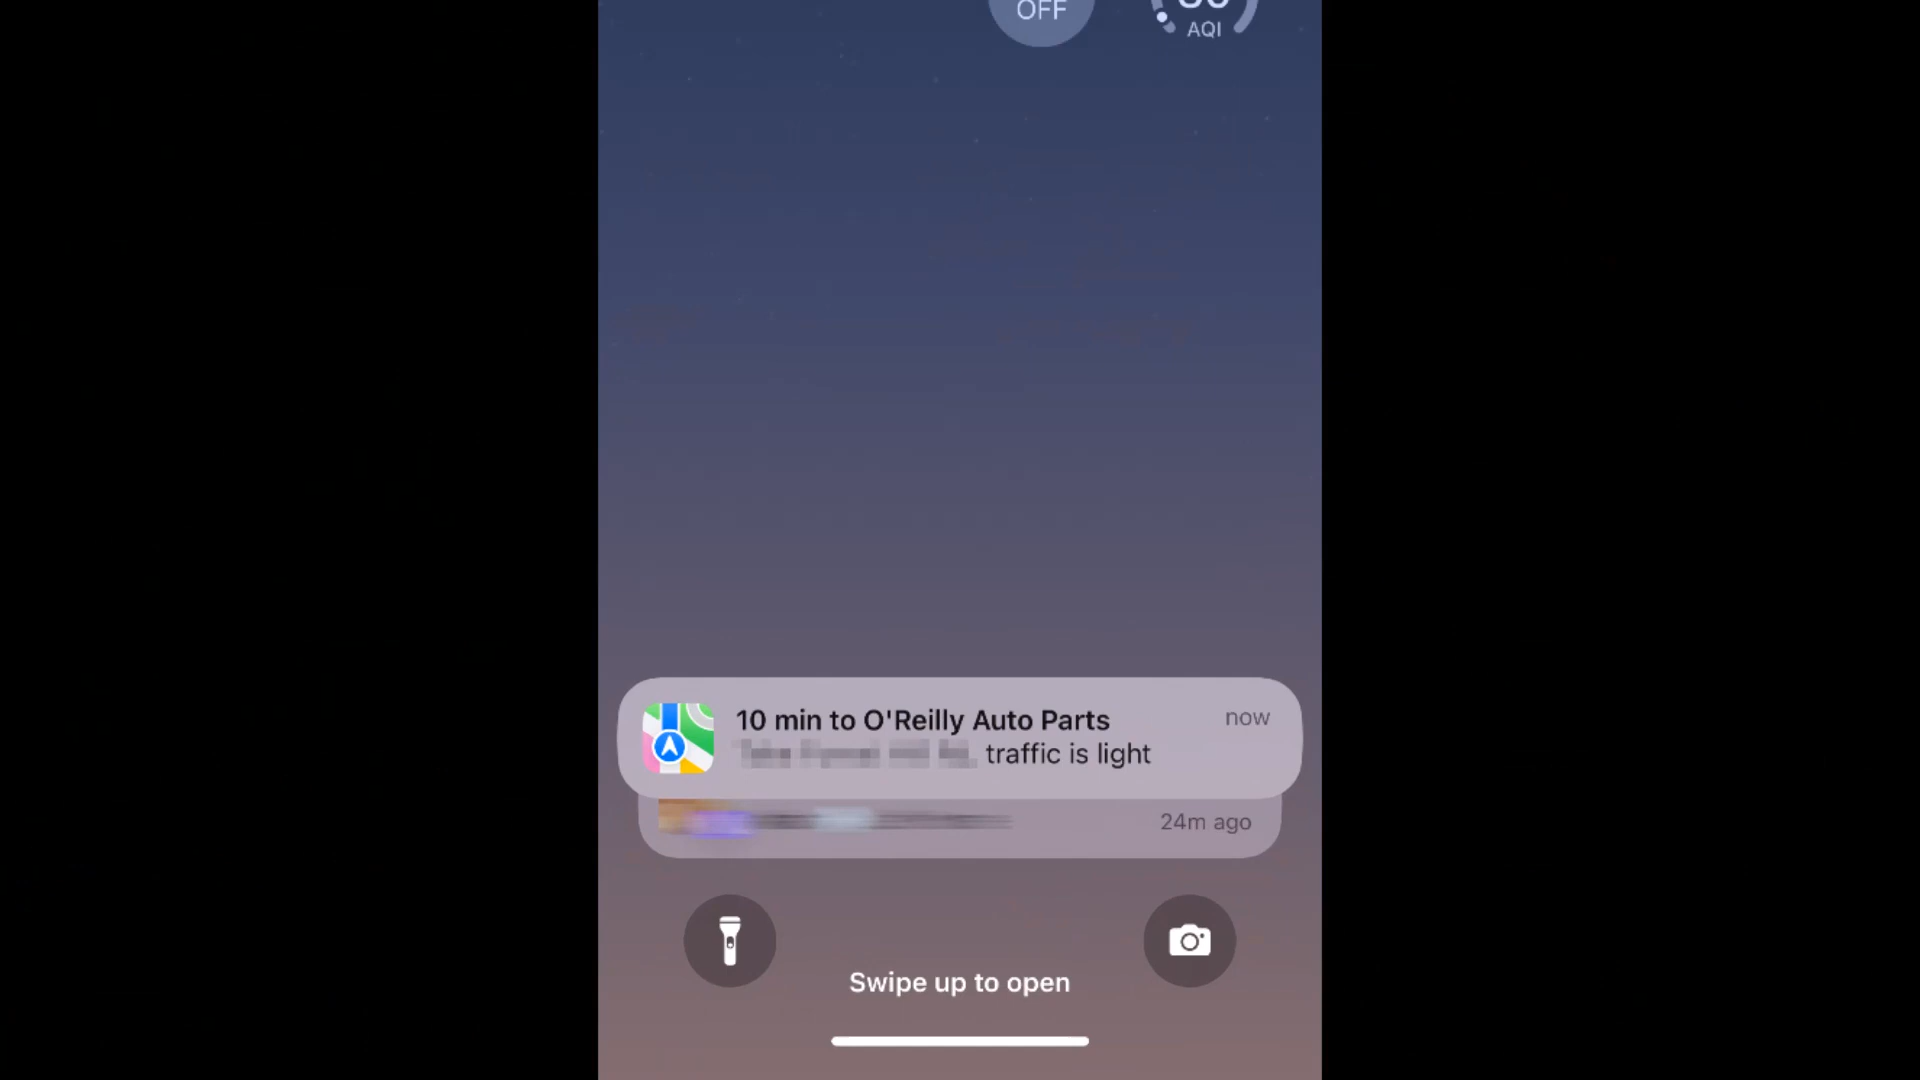 OFF
AQI
10 min to O'Reilly Auto Parts
now
traffic is light
24m ago
Swipe up to open